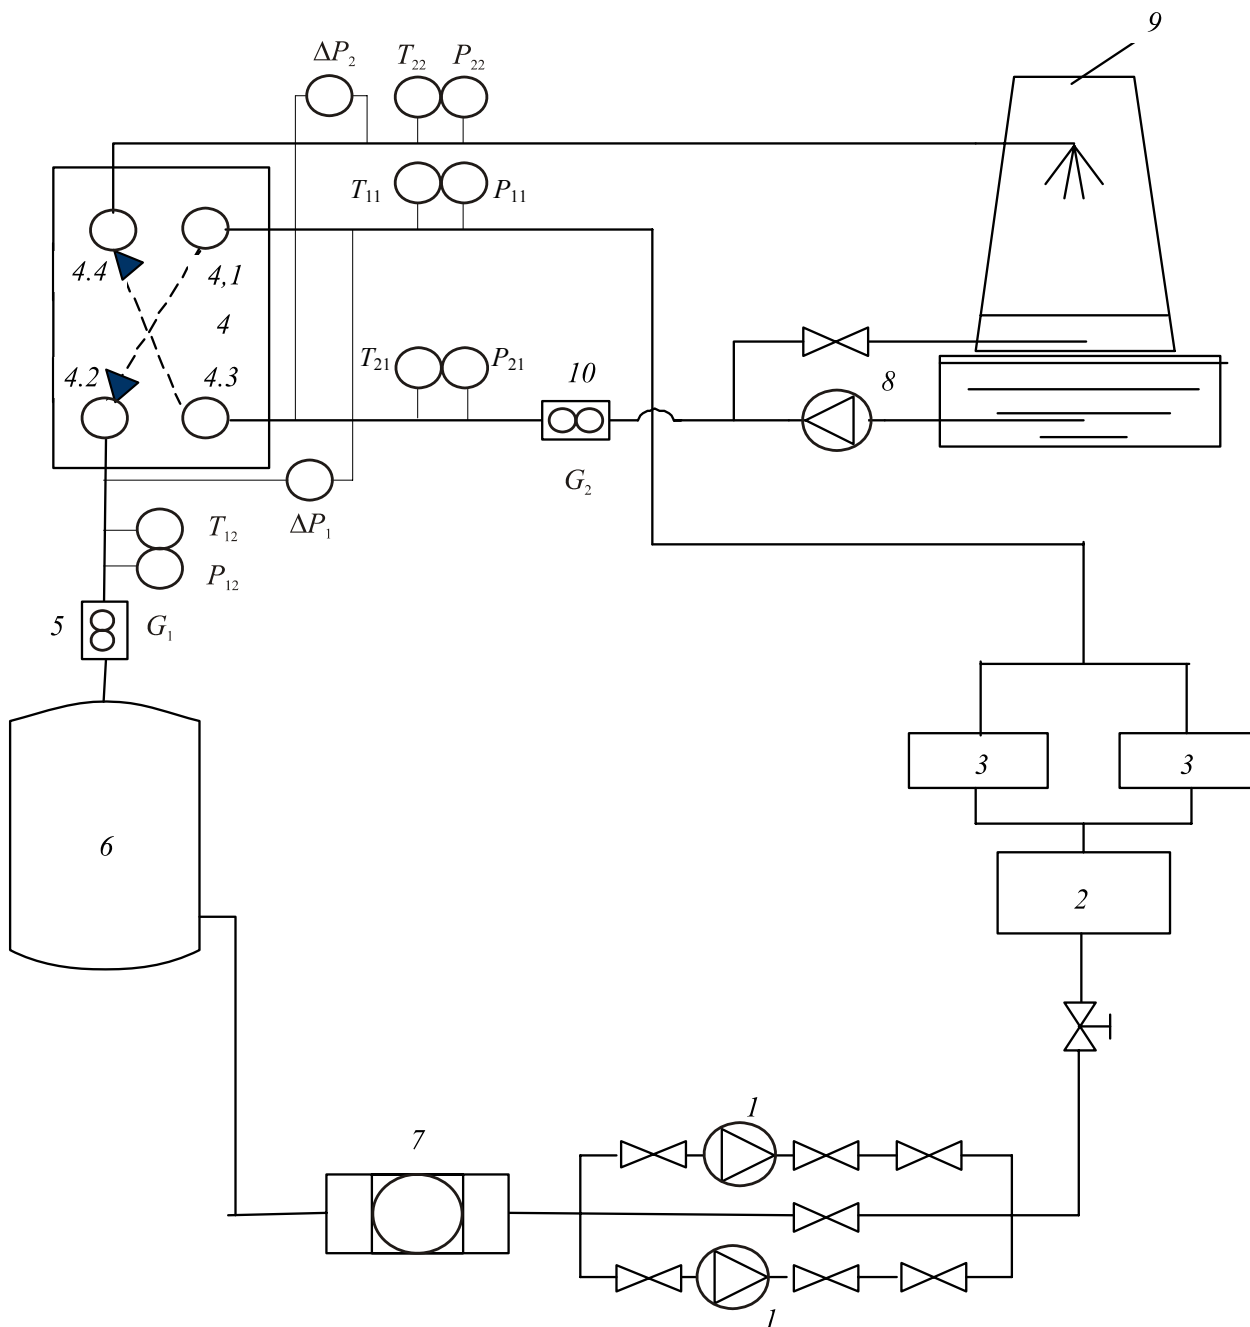 9
ΔP₂ T₂₂ P₂₂
T₁₁ P₁₁
4.4 4,1
4
T₂₁ P₂₁
4.2 4.3 10 8
G₂
T₁₂ ΔP₁
P₁₂
5 G₁
3 3
6
2
7
1
1